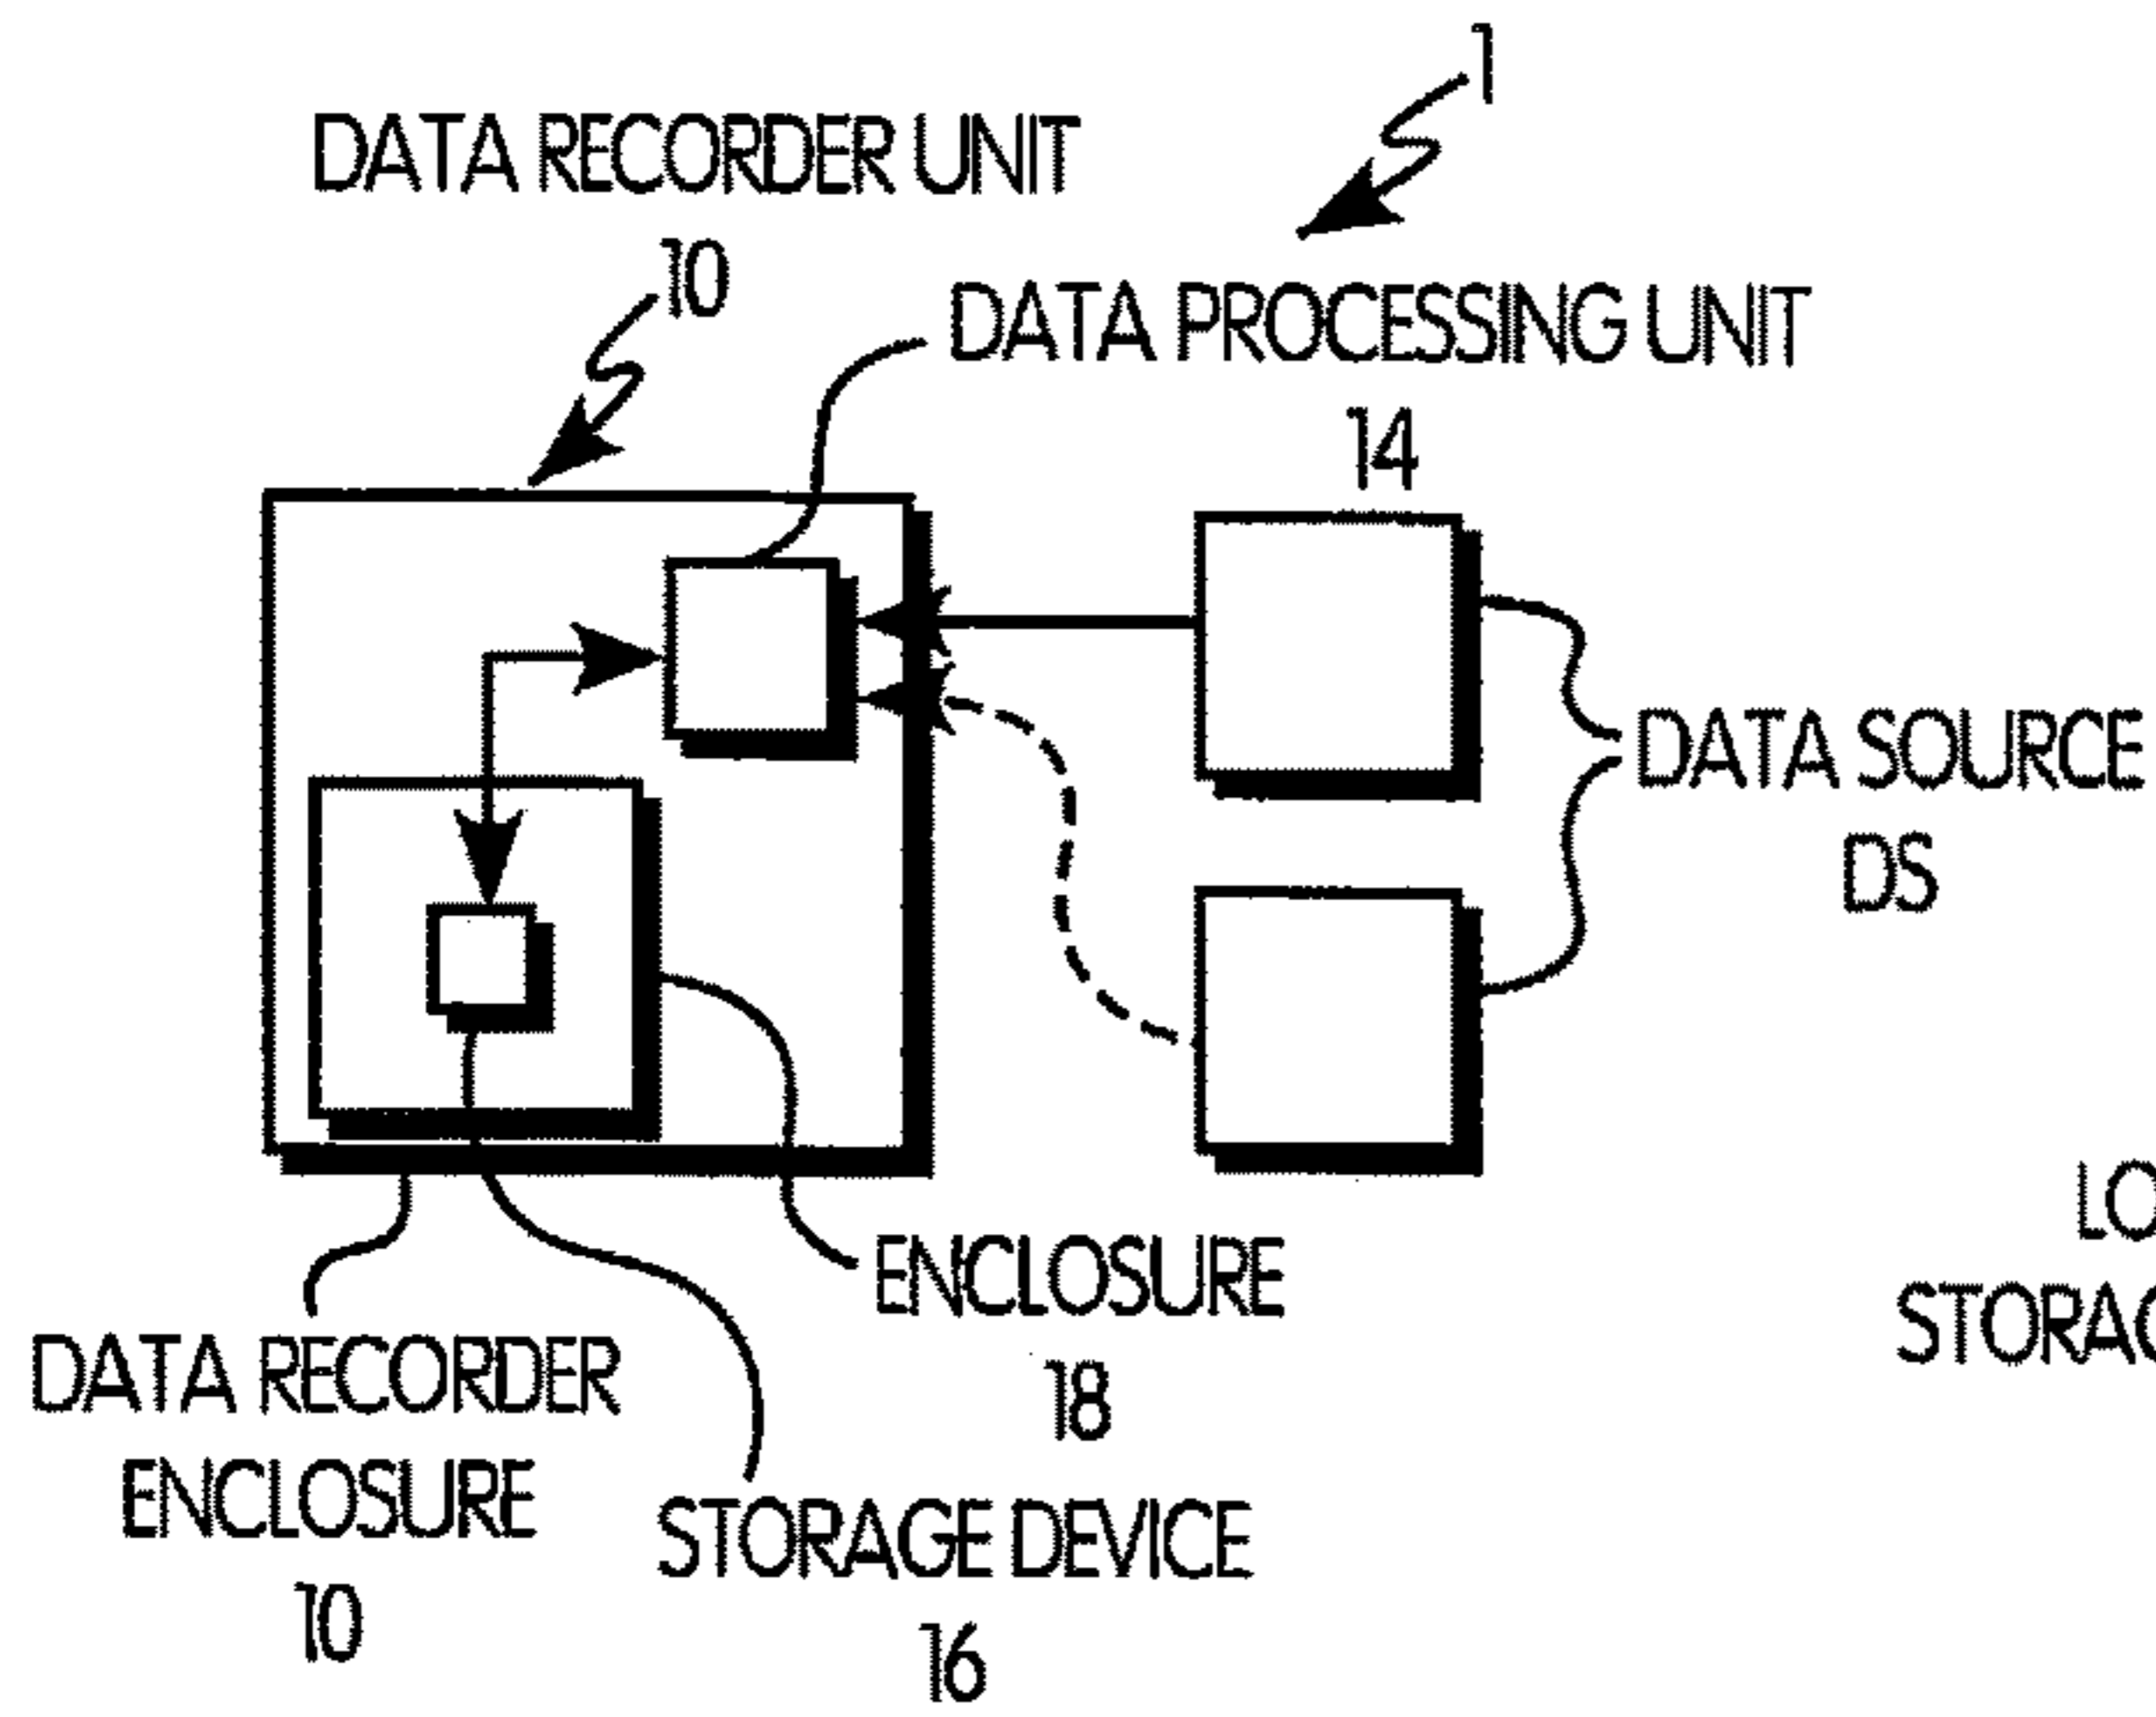 1
DATA RECORDER UNIT
10
DATA PROCESSING UNIT
14
DATA SOURCE
DS
ENCLOSURE
18
DATA RECORDER
ENCLOSURE
10
STORAGE DEVICE
16